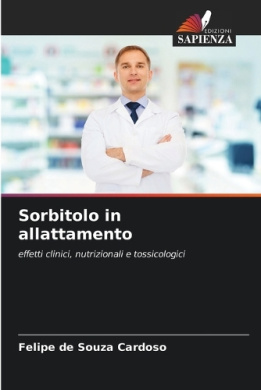 EDIZIONI
SAPIENZA
Sorbitolo in
allattamento
effetti clinici, nutrizionali e tossicologici
Felipe de Souza Cardoso